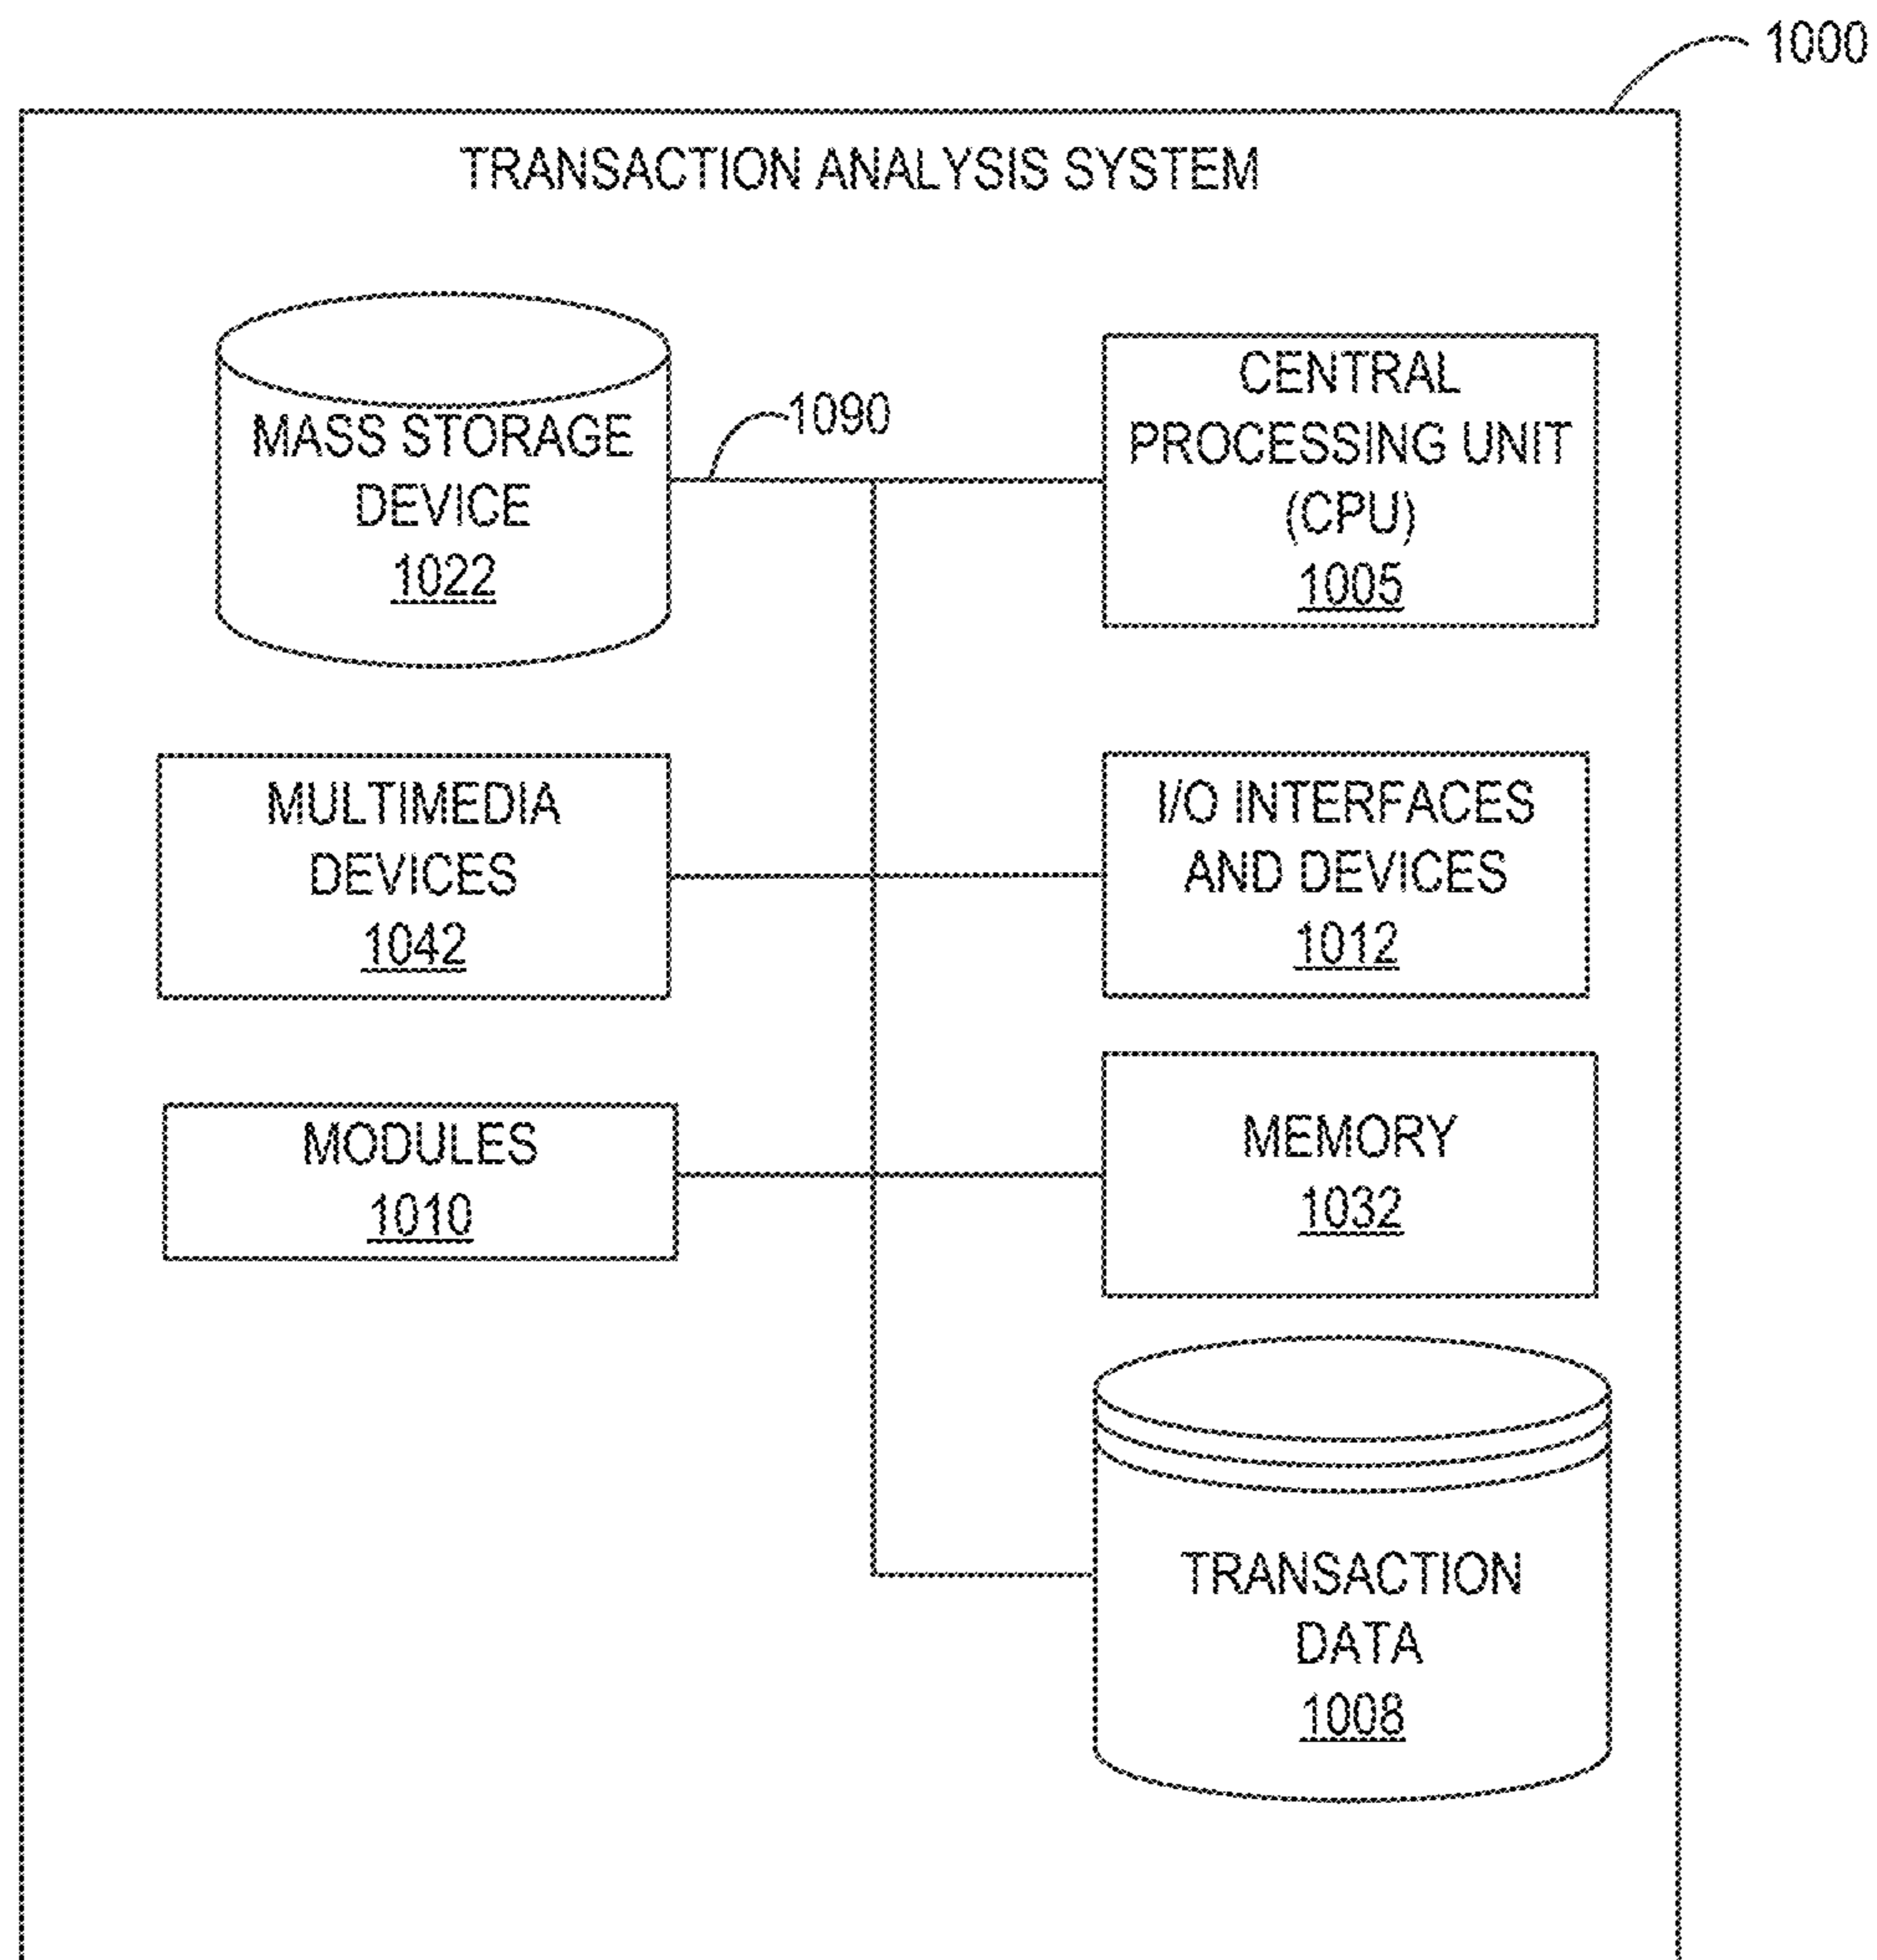 1000
TRANSACTION ANALYSIS SYSTEM
MASS STORAGE
DEVICE
1022
1090
CENTRAL
PROCESSING UNIT
(CPU)
1005
MULTIMEDIA
DEVICES
1042
I/O INTERFACES
AND DEVICES
1012
MODULES
1010
MEMORY
1032
TRANSACTION
DATA
1008